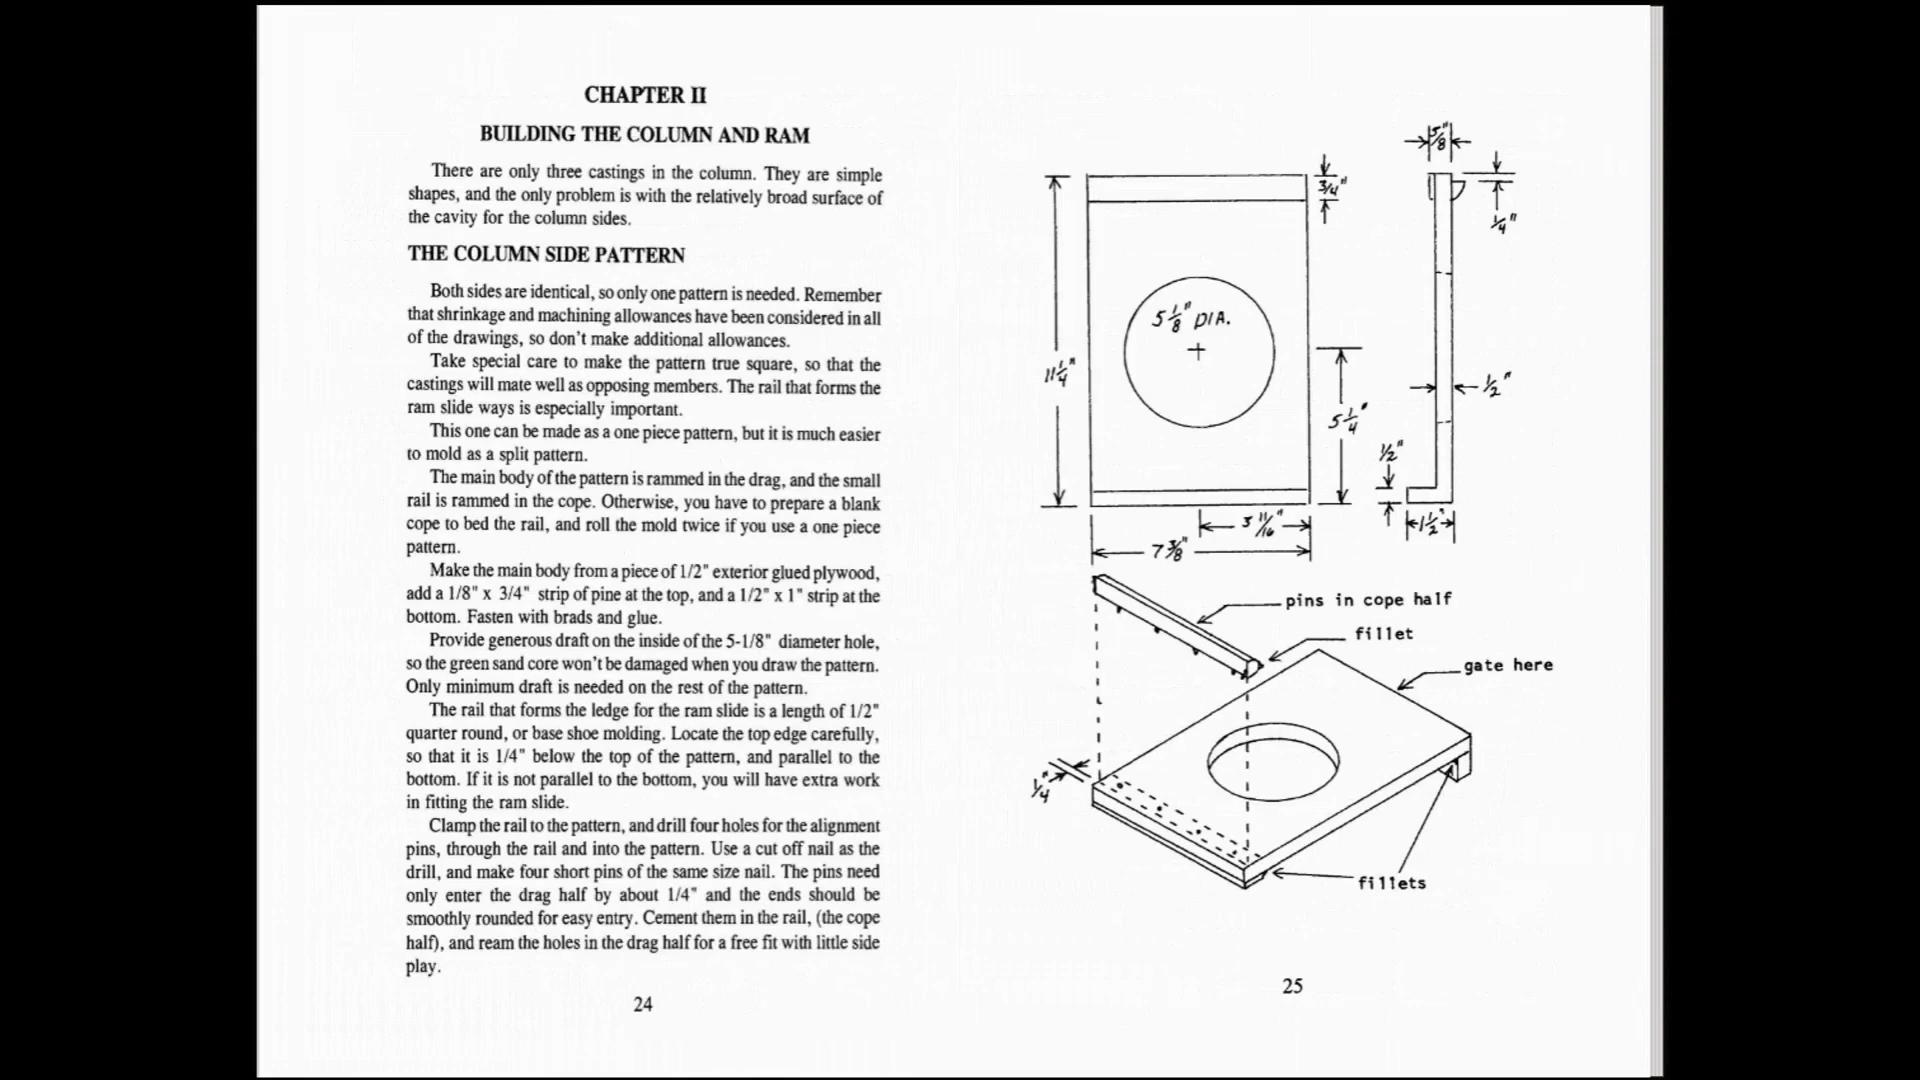 CHAPTER II
BUILDING THE COLUMN AND RAM
There are only three castings in the column. They are simple
shapes, and the only problem is with the relatively broad surface of
the cavity for the column sides.
THE COLUMN SIDE PATTERN
Both sides are identical, so only one pattern is needed. Remember
that shrinkage and machining allowances have been considered in all
of the drawings, so don't make additional allowances.
Take special care to make the pattern true square, so that the
castings will mate well as opposing members. The rail that forms the
ram slide ways is especially important.
This one can be made as a one piece pattern, but it is much easier
to mold as a split pattern.
The main body of the pattern is rammed in the drag, and the small
rail is rammed in the cope. Otherwise, you have to prepare a blank
cope to bed the rail, and roll the mold twice if you use a one piece
pattern.
Make the main body from a piece of 1/2" exterior glued plywood,
add a 1/8" x 3/4" strip of pine at the top, and a 1/2" x 1" strip at the
bottom. Fasten with brads and glue.
Provide generous draft on the inside of the 5-1/8" diameter hole,
so the green sand core won't be damaged when you draw the pattern.
Only minimum draft is needed on the rest of the pattern.
The rail that forms the ledge for the ram slide is a length of 1/2"
quarter round, or base shoe molding. Locate the top edge carefully,
so that it is 1/4" below the top of the pattern, and parallel to the
bottom. If it is not parallel to the bottom, you will have extra work
in fitting the ram slide.
Clamp the rail to the pattern, and drill four holes for the alignment
pins, through the rail and into the pattern. Use a cut off nail as the
drill, and make four short pins of the same size nail. The pins need
only enter the drag half by about 1/4" and the ends should be
smoothly rounded for easy entry. Cement them in the rail, (the cope
half), and ream the holes in the drag half for a free fit with little side
play.
24
5/8"
3/4"
1/4"
5 1/8" DIA.
11 1/4"
1/2"
5 1/4"
1/2"
3 11/16"
1 1/2"
7 3/8"
pins in cope half
fillet
gate here
1/4"
fillets
25